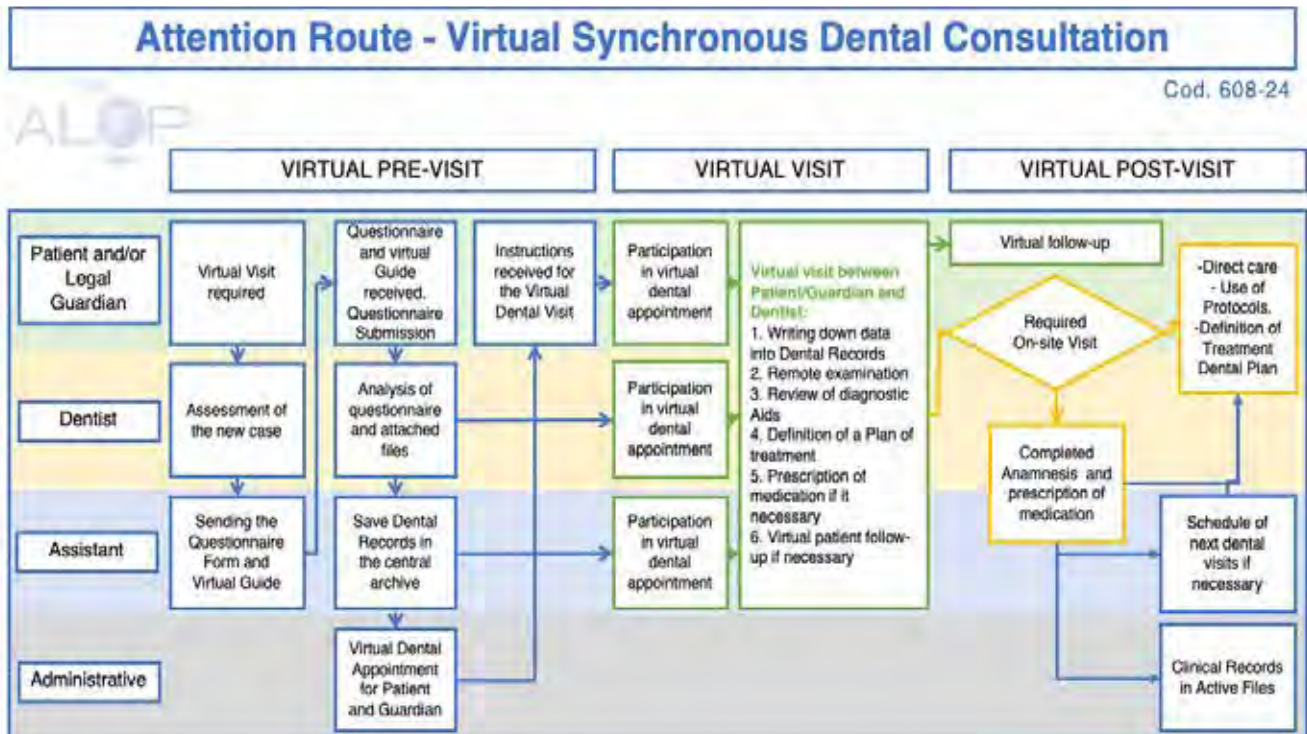 Attention Route - Virtual Synchronous Dental Consultation
Cod. 608-24
ALOP
VIRTUAL PRE-VISIT
VIRTUAL VISIT
VIRTUAL POST-VISIT
Patient and/or
Legal
Guardian
Virtual Visit
required
Questionnaire
and virtual
Guide
received.
Questionnaire
Submission
Instructions
received for
the Virtual
Dental Visit
Participation
in virtual
dental
appointment
Virtual visit between
Patient/Guardian and
Dentist:
1. Writing down data
into Dental Records
2. Remote examination
3. Review of diagnostic
Aids
4. Definition of a Plan of
treatment
5. Prescription of
medication if it
necessary
6. Virtual patient follow-
up if necessary
Virtual follow-up
Required
On-site Visit
-Direct care
- Use of
Protocols.
-Definition of
Treatment
Dental Plan
Dentist
Assessment of
the new case
Analysis of
questionnaire
and attached
files
Participation
in virtual
dental
appointment
Completed
Anamnesis and
prescription of
medication
Assistant
Sending the
Questionnaire
Form and
Virtual Guide
Save Dental
Records in
the central
archive
Participation
in virtual
dental
appointment
Schedule of
next dental
visits if
necessary
Administrative
Virtual Dental
Appointment
for Patient
and Guardian
Clinical Records
in Active Files